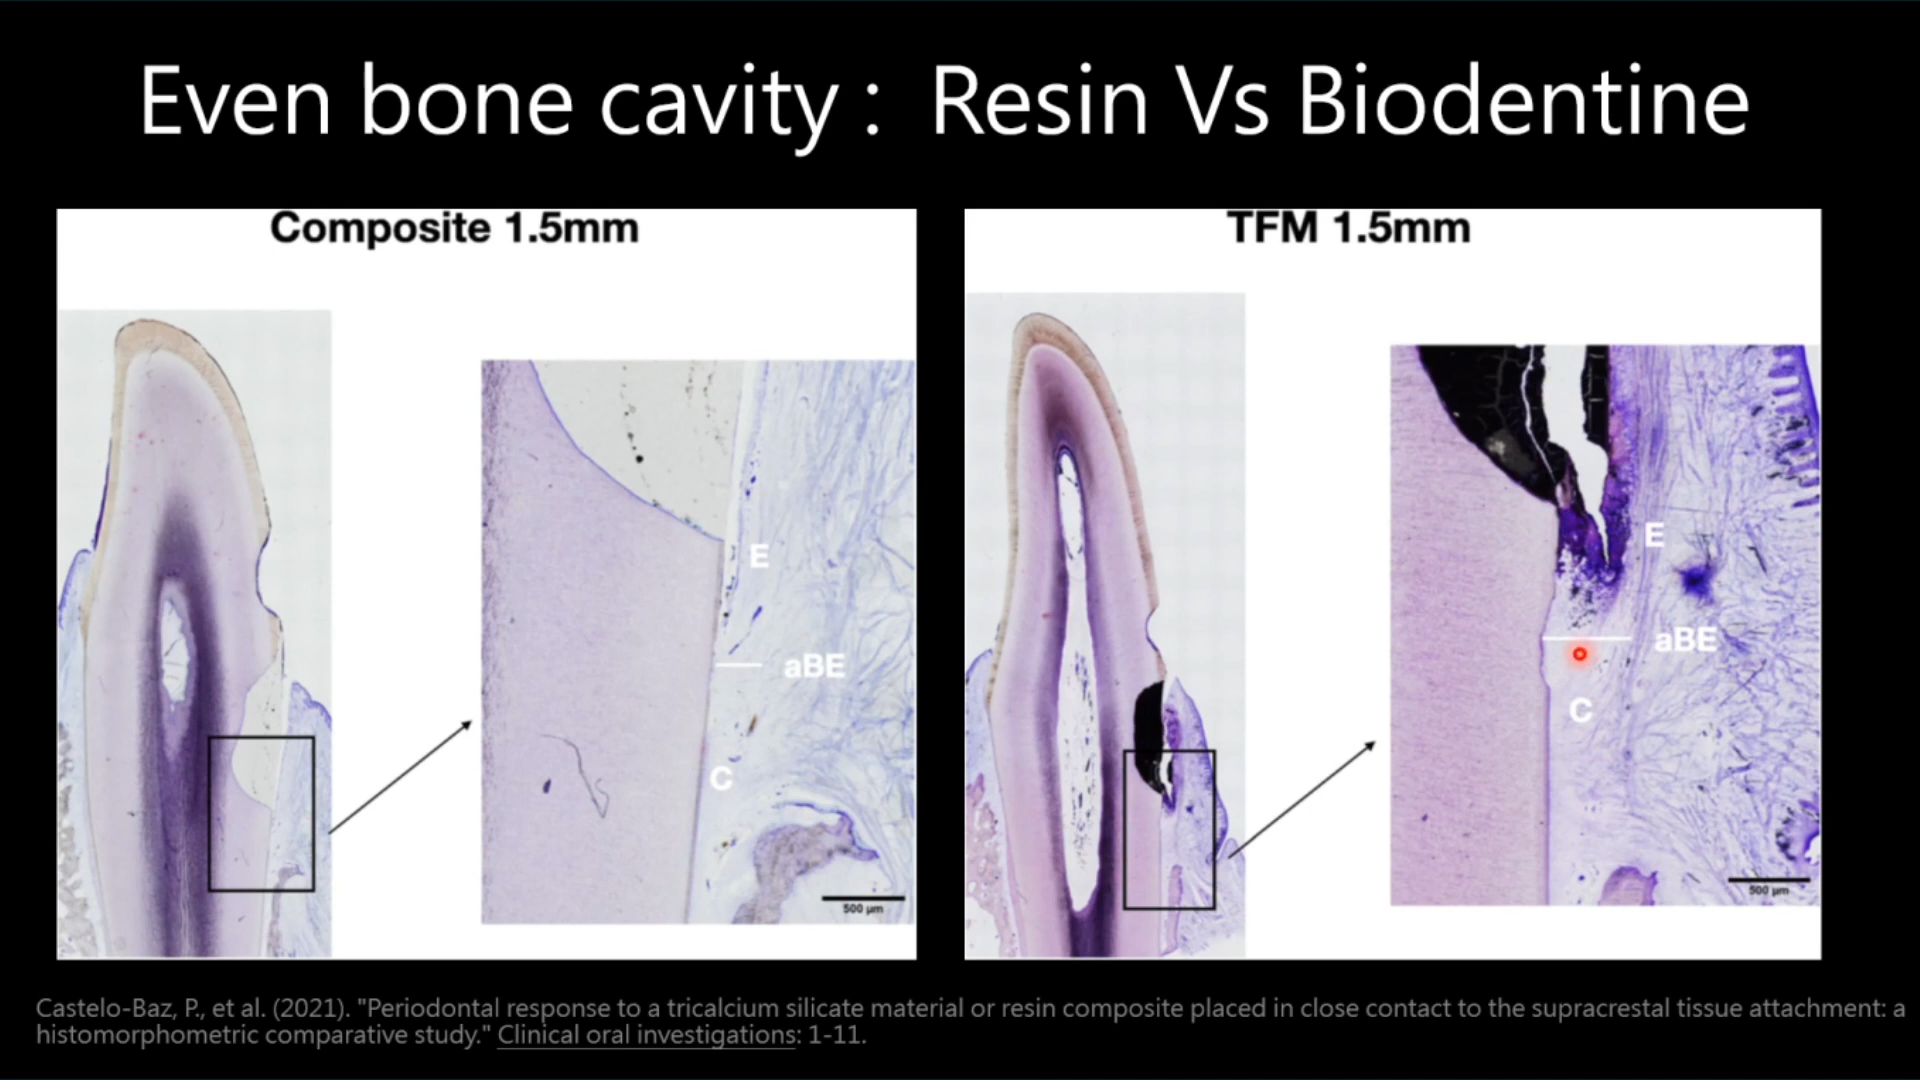 Even bone cavity : Resin Vs Biodentine
Composite 1.5mm
TFM 1.5mm
E
aBE
C
500 µm
E
aBE
C
500 µm
Castelo-Baz, P., et al. (2021). "Periodontal response to a tricalcium silicate material or resin composite placed in close contact to the supracrestal tissue attachment: a
histomorphometric comparative study." Clinical oral investigations: 1-11.